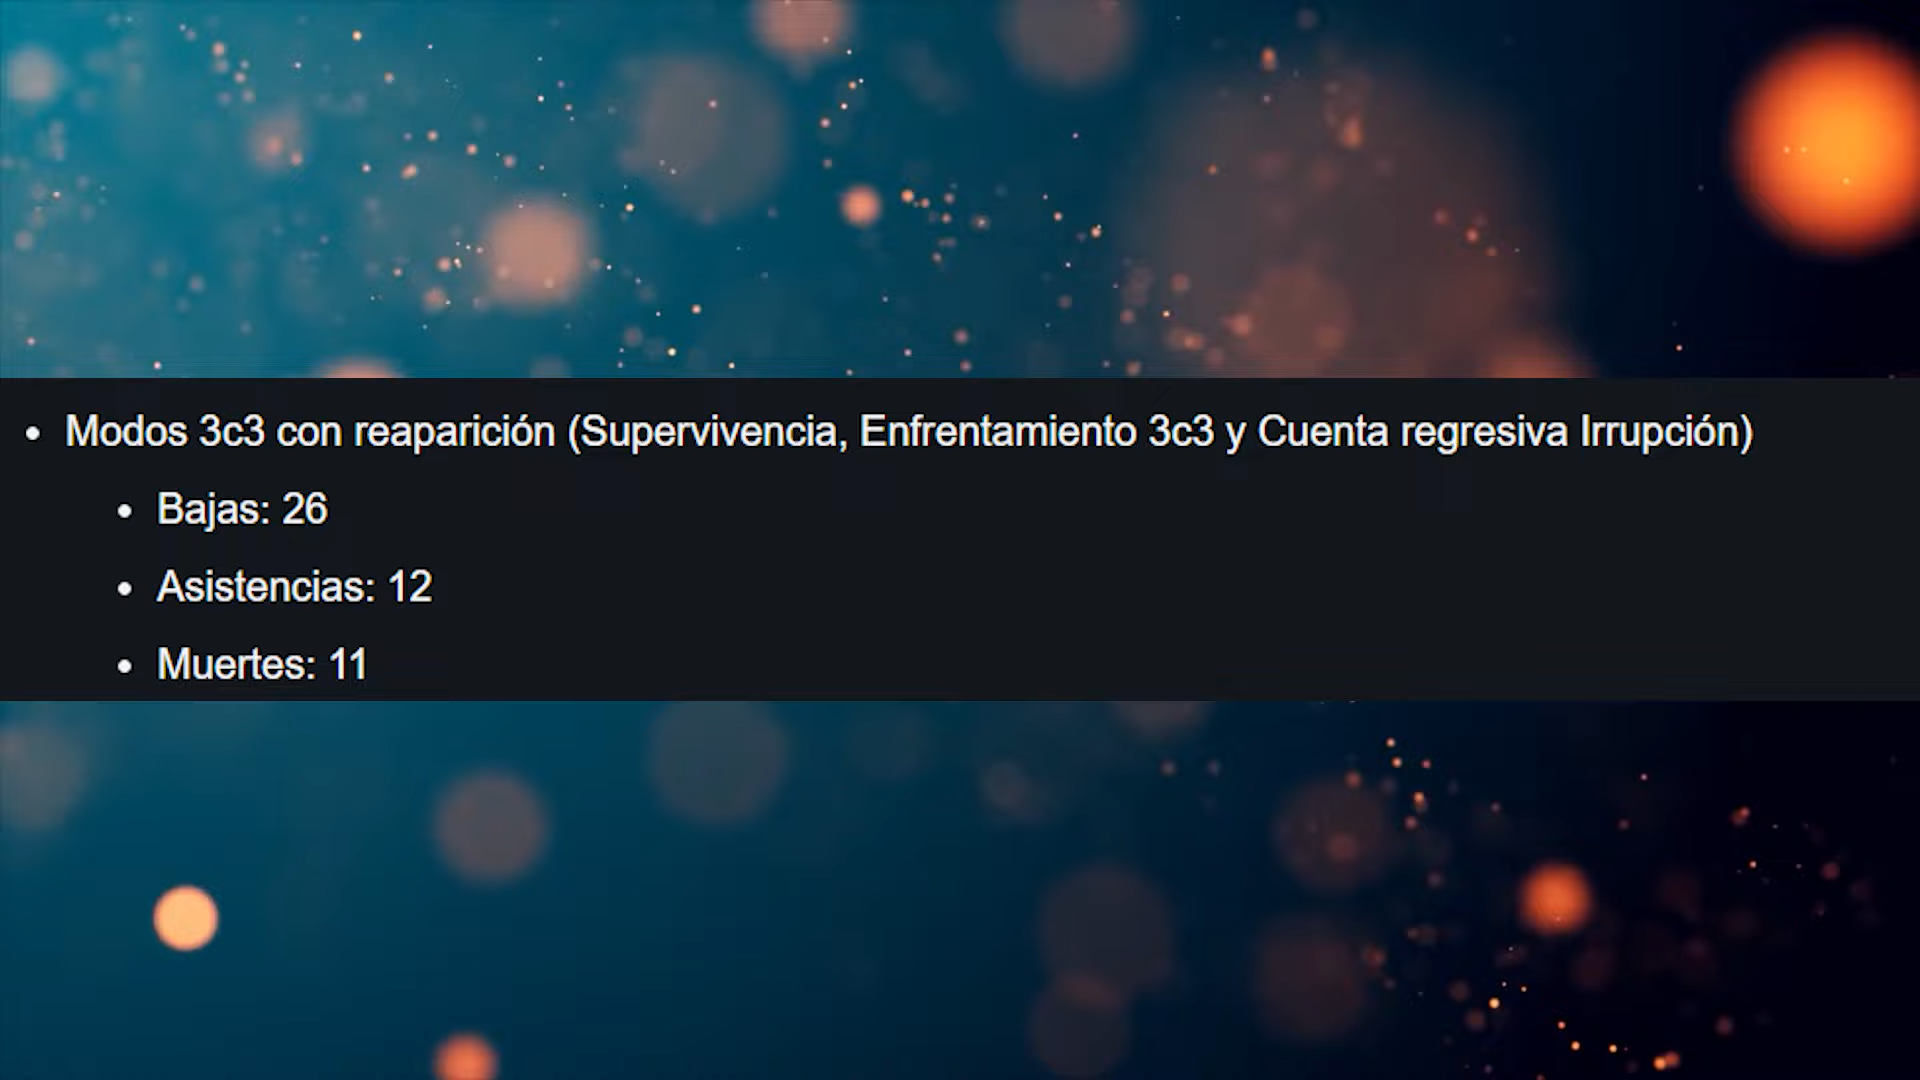 Modos 3c3 con reaparición (Supervivencia, Enfrentamiento 3c3 y Cuenta regresiva Irrupción)
Bajas: 26
Asistencias: 12
Muertes: 11